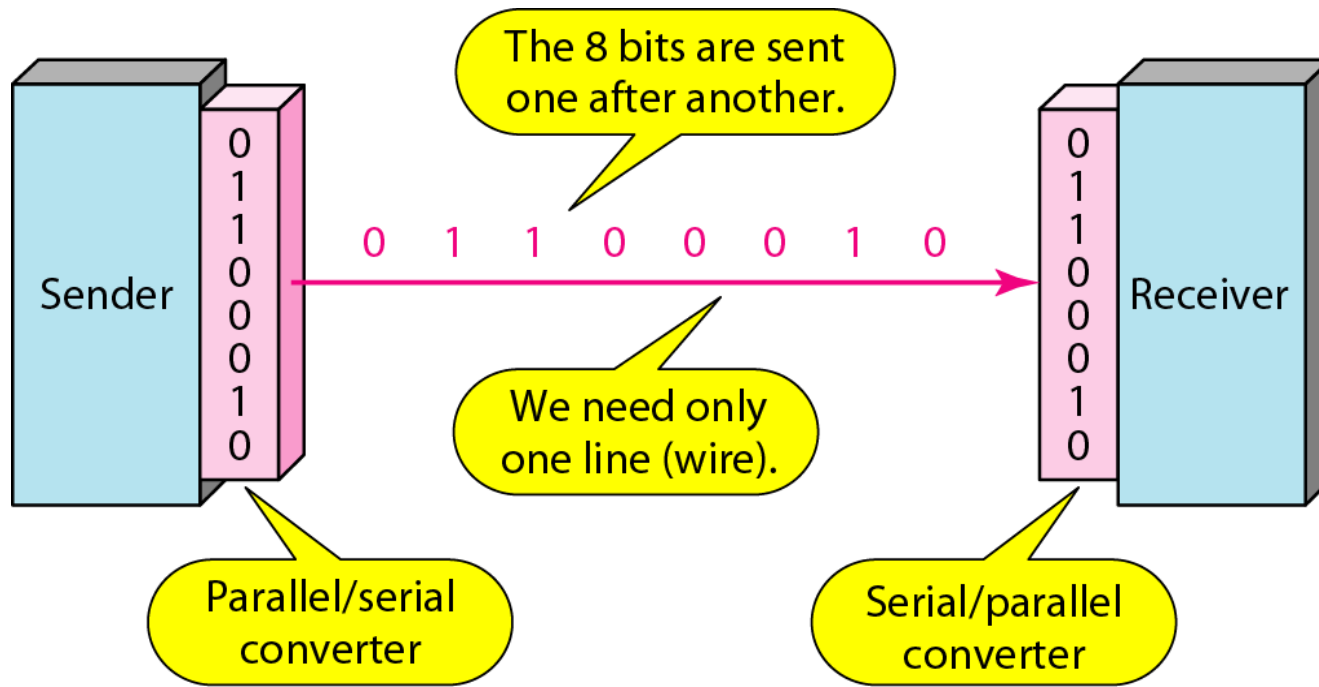 The 8 bits are sent
one after another.
0
1
1
0
0
0
1
0
Sender
0 1 1 0 0 0 1 0
0
1
1
0
0
0
1
0
Receiver
We need only
one line (wire).
Parallel/serial
converter
Serial/parallel
converter